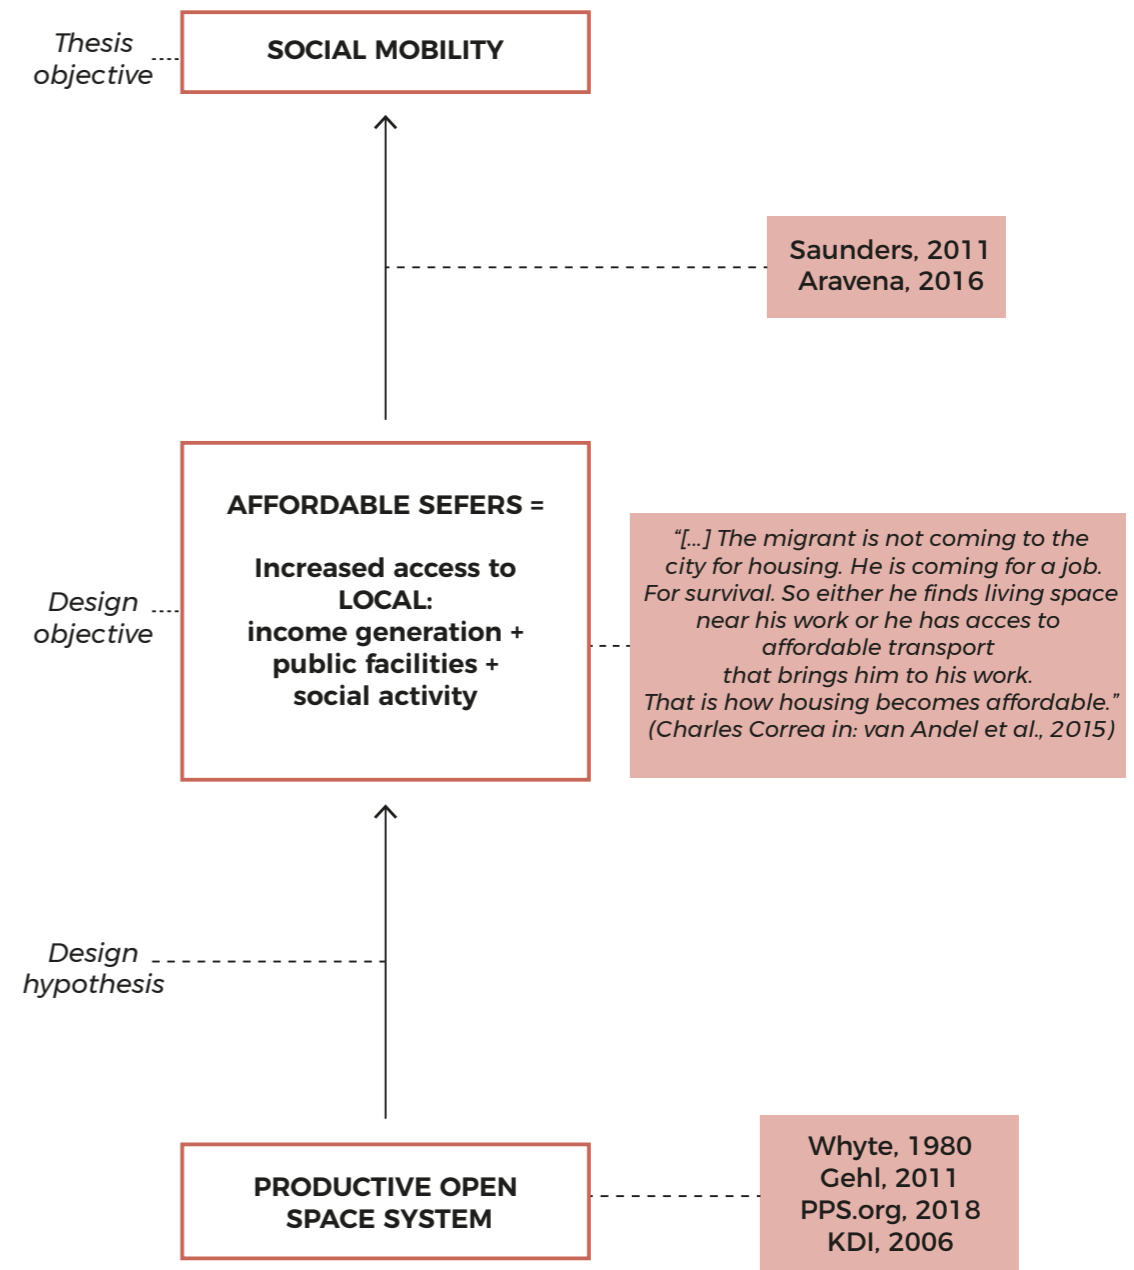 Thesis
objective
SOCIAL MOBILITY
Saunders, 2011
Aravena, 2016
AFFORDABLE SEFERS =
Increased access to
LOCAL:
income generation +
public facilities +
social activity
Design
objective
“[...] The migrant is not coming to the
city for housing. He is coming for a job.
For survival. So either he finds living space
near his work or he has acces to
affordable transport
that brings him to his work.
That is how housing becomes affordable.”
(Charles Correa in: van Andel et al., 2015)
Design
hypothesis
PRODUCTIVE OPEN
SPACE SYSTEM
Whyte, 1980
Gehl, 2011
PPS.org, 2018
KDI, 2006